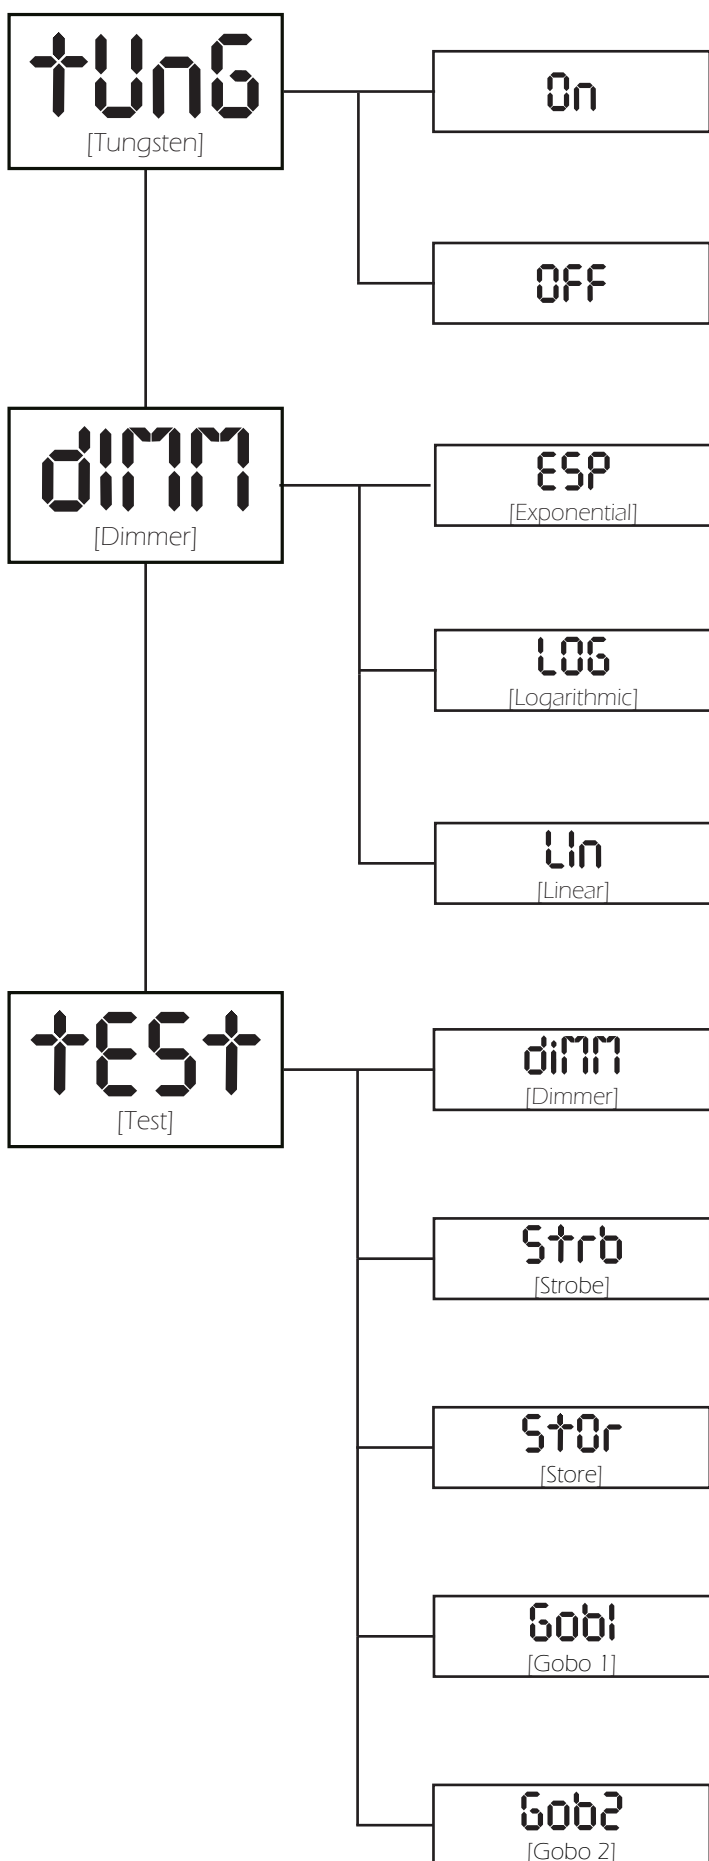 tUnG
[Tungsten]
On
OFF
diMM
[Dimmer]
ESP
[Exponential]
LOG
[Logarithmic]
LIn
[Linear]
tESt
[Test]
diMM
[Dimmer]
Strb
[Strobe]
StOr
[Store]
Gob1
[Gobo 1]
Gob2
[Gobo 2]